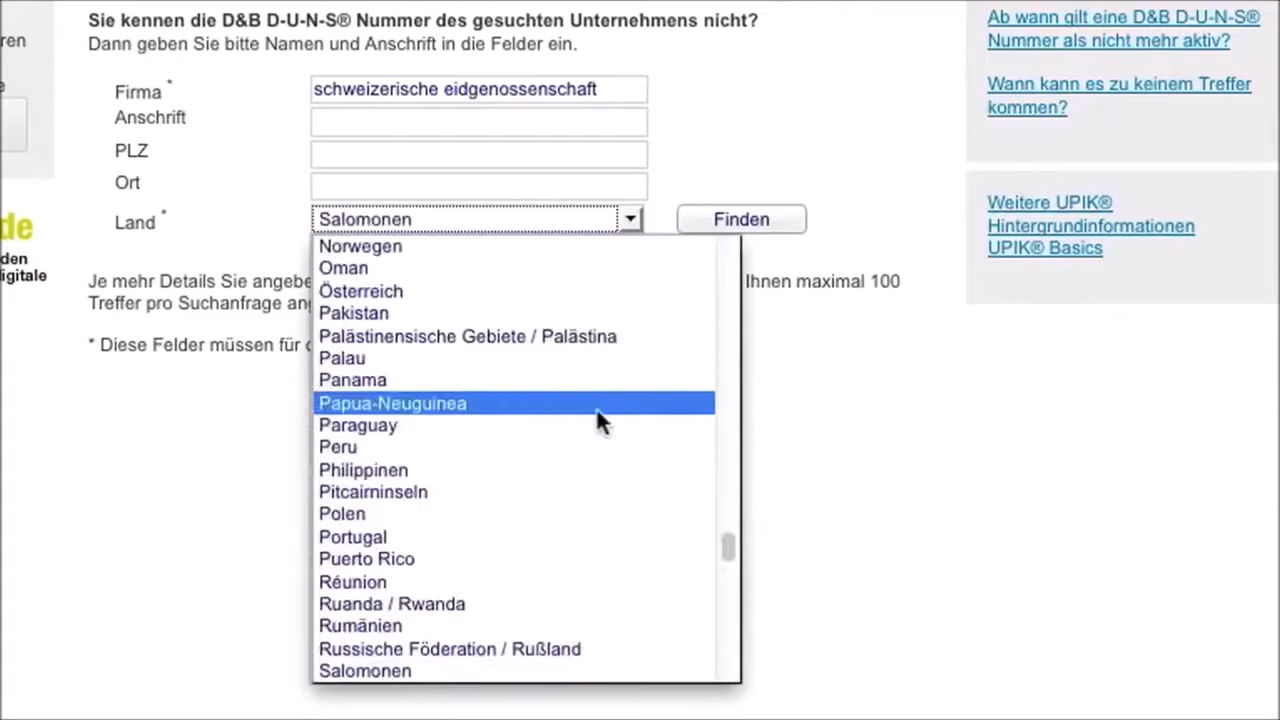 Sie kennen die D&B D-U-N-S® Nummer des gesuchten Unternehmens nicht?
Dann geben Sie bitte Namen und Anschrift in die Felder ein.
Firma *
schweizerische eidgenossenschaft
Anschrift
PLZ
Ort
Land *
Salomonen
Finden
Norwegen
Oman
Österreich
Pakistan
Palästinensische Gebiete / Palästina
Palau
Panama
Papua-Neuguinea
Paraguay
Peru
Philippinen
Pitcairninseln
Polen
Portugal
Puerto Rico
Réunion
Ruanda / Rwanda
Rumänien
Russische Föderation / Rußland
Salomonen
Je mehr Details Sie angebe
Ihnen maximal 100
Treffer pro Suchanfrage an
* Diese Felder müssen für
Ab wann gilt eine D&B D-U-N-S®
Nummer als nicht mehr aktiv?
Wann kann es zu keinem Treffer
kommen?
Weitere UPIK®
Hintergrundinformationen
UPIK® Basics
ren
e
de
den
igitale